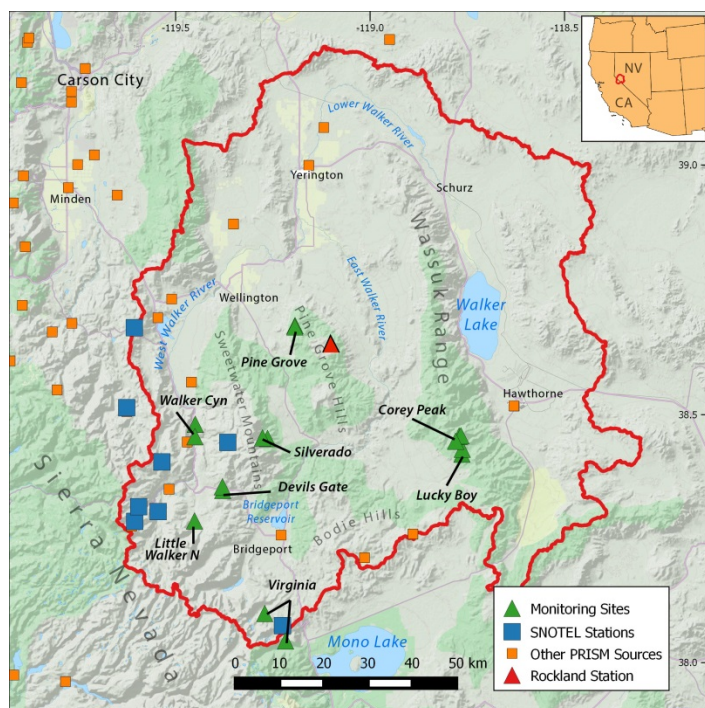 -119.5
-119.0
-118.5
Carson City
NV
CA
Lower Walker River
39.0
Yerington
Minden
Schurz
Wassuk Range
East Walker River
Wellington
West Walker River
Walker
Lake
Pine Grove Hills
Sweetwater Mountains
Pine Grove
Hawthorne
Walker Cyn
Corey Peak
38.5
Silverado
Devils Gate
Lucky Boy
Sierra Nevada
Bridgeport
Reservoir
Little
Walker N
Bodie Hills
Bridgeport
Virginia
Mono Lake
Monitoring Sites
SNOTEL Stations
Other PRISM Sources
Rockland Station
38.0
0 10 20 30 40 50 km